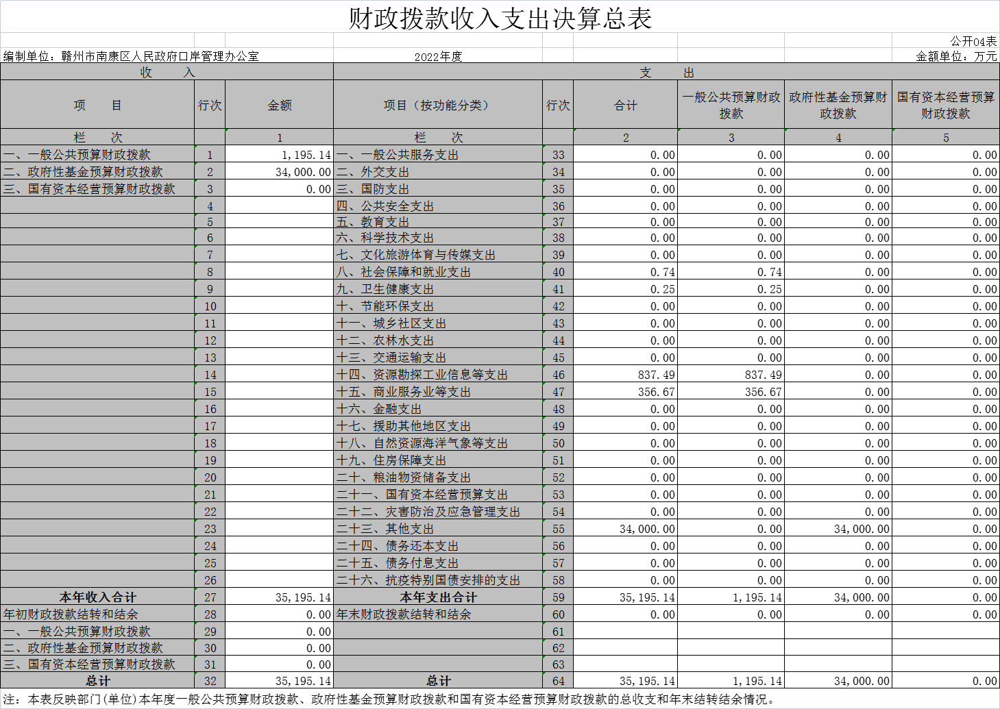 财政拨款收入支出决算总表
公开04表
编制单位：赣州市南康区人民政府口岸管理办公室 2022年度 金额单位：万元
收 入 支 出
项 目 行次 金额 项目（按功能分类） 行次 合计 一般公共预算财政拨款 政府性基金预算财政拨款 国有资本经营预算财政拨款
栏 次 1 栏 次 2 3 4 5
一、一般公共预算财政拨款 1 1,195.14 一、一般公共服务支出 33 0.00 0.00 0.00 0.00
二、政府性基金预算财政拨款 2 34,000.00 二、外交支出 34 0.00 0.00 0.00 0.00
三、国有资本经营预算财政拨款 3 0.00 三、国防支出 35 0.00 0.00 0.00 0.00
4 四、公共安全支出 36 0.00 0.00 0.00 0.00
5 五、教育支出 37 0.00 0.00 0.00 0.00
6 六、科学技术支出 38 0.00 0.00 0.00 0.00
7 七、文化旅游体育与传媒支出 39 0.00 0.00 0.00 0.00
8 八、社会保障和就业支出 40 0.74 0.74 0.00 0.00
9 九、卫生健康支出 41 0.25 0.25 0.00 0.00
10 十、节能环保支出 42 0.00 0.00 0.00 0.00
11 十一、城乡社区支出 43 0.00 0.00 0.00 0.00
12 十二、农林水支出 44 0.00 0.00 0.00 0.00
13 十三、交通运输支出 45 0.00 0.00 0.00 0.00
14 十四、资源勘探工业信息等支出 46 837.49 837.49 0.00 0.00
15 十五、商业服务业等支出 47 356.67 356.67 0.00 0.00
16 十六、金融支出 48 0.00 0.00 0.00 0.00
17 十七、援助其他地区支出 49 0.00 0.00 0.00 0.00
18 十八、自然资源海洋气象等支出 50 0.00 0.00 0.00 0.00
19 十九、住房保障支出 51 0.00 0.00 0.00 0.00
20 二十、粮油物资储备支出 52 0.00 0.00 0.00 0.00
21 二十一、国有资本经营预算支出 53 0.00 0.00 0.00 0.00
22 二十二、灾害防治及应急管理支出 54 0.00 0.00 0.00 0.00
23 二十三、其他支出 55 34,000.00 0.00 34,000.00 0.00
24 二十四、债务还本支出 56 0.00 0.00 0.00 0.00
25 二十五、债务付息支出 57 0.00 0.00 0.00 0.00
26 二十六、抗疫特别国债安排的支出 58 0.00 0.00 0.00 0.00
本年收入合计 27 35,195.14 本年支出合计 59 35,195.14 1,195.14 34,000.00 0.00
年初财政拨款结转和结余 28 0.00 年末财政拨款结转和结余 60 0.00 0.00 0.00 0.00
一、一般公共预算财政拨款 29 0.00 61
二、政府性基金预算财政拨款 30 0.00 62
三、国有资本经营预算财政拨款 31 0.00 63
总计 32 35,195.14 总计 64 35,195.14 1,195.14 34,000.00 0.00
注：本表反映部门(单位)本年度一般公共预算财政拨款、政府性基金预算财政拨款和国有资本经营预算财政拨款的总收支和年末结转结余情况。